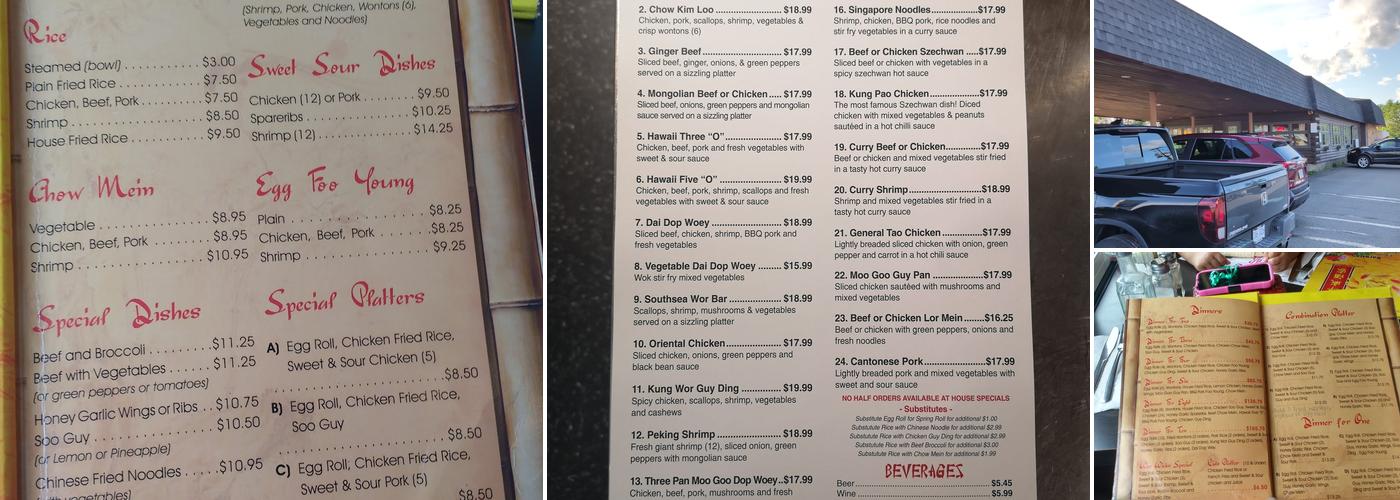 (Shrimp, Pork, Chicken, Wontons (6),
Vegetables and Noodles)
Rice
Steamed (bowl) . . . . . . . . . . $3.00
Plain Fried Rice . . . . . . . . . . $7.50
Chicken, Beef, Pork . . . . . . . $7.50
Shrimp . . . . . . . . . . . . . . . . . $8.50
House Fried Rice . . . . . . . . . $9.50
Sweet Sour Dishes
Chicken (12) or Pork . . . . . . . . $9.50
Spareribs . . . . . . . . . . . . . . . . $10.25
Shrimp (12) . . . . . . . . . . . . . . $14.25
Chow Mein
Vegetable . . . . . . . . . . . . . . $8.95
Chicken, Beef, Pork . . . . . . . $8.95
Shrimp . . . . . . . . . . . . . . . . $10.95
Egg Foo Young
Plain . . . . . . . . . . . . . . . . . . $8.25
Chicken, Beef, Pork . . . . . . . $8.25
Shrimp . . . . . . . . . . . . . . . . . $9.25
Special Dishes
Beef and Broccoli . . . . . . . . . $11.25
Beef with Vegetables . . . . . . . $11.25
(or green peppers or tomatoes)
Honey Garlic Wings or Ribs . . $10.75
Soo Guy . . . . . . . . . . . . . . . . $10.50
(or Lemon or Pineapple)
Chinese Fried Noodles . . . . . $10.95
(with vegetables)
Special Platters
A) Egg Roll, Chicken Fried Rice,
Sweet & Sour Chicken (5)
. . . . . . . . . . . . . . . . . . . . $8.50
B) Egg Roll, Chicken Fried Rice,
Soo Guy
. . . . . . . . . . . . . . . . . . . . $8.50
C) Egg Roll, Chicken Fried Rice,
Sweet & Sour Pork (5)
$8.50
2. Chow Kim Loo ........................ $18.99
Chicken, pork, scallops, shrimp, vegetables &
crisp wontons (6)
3. Ginger Beef ........................... $17.99
Sliced beef, ginger, onions, & green peppers
served on a sizzling platter
4. Mongolian Beef or Chicken ..... $17.99
Sliced beef, onions, green peppers and mongolian
sauce served on a sizzling platter
5. Hawaii Three "O" .................... $17.99
Chicken, beef, pork and fresh vegetables with
sweet & sour sauce
6. Hawaii Five "O" ...................... $19.99
Chicken, beef, pork, shrimp, scallops and fresh
vegetables with sweet & sour sauce
7. Dai Dop Woey ........................ $18.99
Sliced beef, chicken, shrimp, BBQ pork and
fresh vegetables
8. Vegetable Dai Dop Woey ......... $15.99
Wok stir fry mixed vegetables
9. Southsea Wor Bar ................... $18.99
Scallops, shrimp, mushrooms & vegetables
served on a sizzling platter
10. Oriental Chicken ................... $17.99
Sliced chicken, onions, green peppers and
black bean sauce
11. Kung Wor Guy Ding ............... $19.99
Spicy chicken, scallops, shrimp, vegetables
and cashews
12. Peking Shrimp ...................... $18.99
Fresh giant shrimp (12), sliced onion, green
peppers with mongolian sauce
13. Three Pan Moo Goo Dop Woey..$17.99
Chicken, beef, pork, mushrooms and fresh
16. Singapore Noodles ................ $17.99
Shrimp, chicken, BBQ pork, rice noodles and
stir fry vegetables in a curry sauce
17. Beef or Chicken Szechwan ..... $17.99
Sliced beef or chicken with vegetables in a
spicy szechwan hot sauce
18. Kung Pao Chicken ................. $17.99
The most famous Szechwan dish! Diced
chicken with mixed vegetables & peanuts
sautéed in a hot chilli sauce
19. Curry Beef or Chicken............ $17.99
Beef or chicken and mixed vegetables stir fried
in a tasty hot curry sauce
20. Curry Shrimp ........................ $18.99
Shrimp and mixed vegetables stir fried in a
tasty hot curry sauce
21. General Tao Chicken .............. $17.99
Lightly breaded sliced chicken with onion, green
pepper and carrot in a hot chilli sauce
22. Moo Goo Guy Pan .................. $17.99
Sliced chicken sautéed with mushrooms and
mixed vegetables
23. Beef or Chicken Lor Mein ....... $16.25
Beef or chicken with green peppers, onions and
fresh noodles
24. Cantonese Pork ..................... $17.99
Lightly breaded pork and mixed vegetables with
sweet and sour sauce
NO HALF ORDERS AVAILABLE AT HOUSE SPECIALS
- Substitutes -
Substitute Egg Roll for Spring Roll for additional $1.00
Substutute Rice with Chinese Noodle for additional $2.99
Substutute Rice with Chicken Guy Ding for additional $2.99
Substutute Rice with Beef Broccoli for additional $3.00
Substutute Rice with Chow Mein for additional $1.99
BEVERAGES
Beer ............................ $5.45
Wine ........................... $5.99
Dinners
Combination Platter
Dinner for One